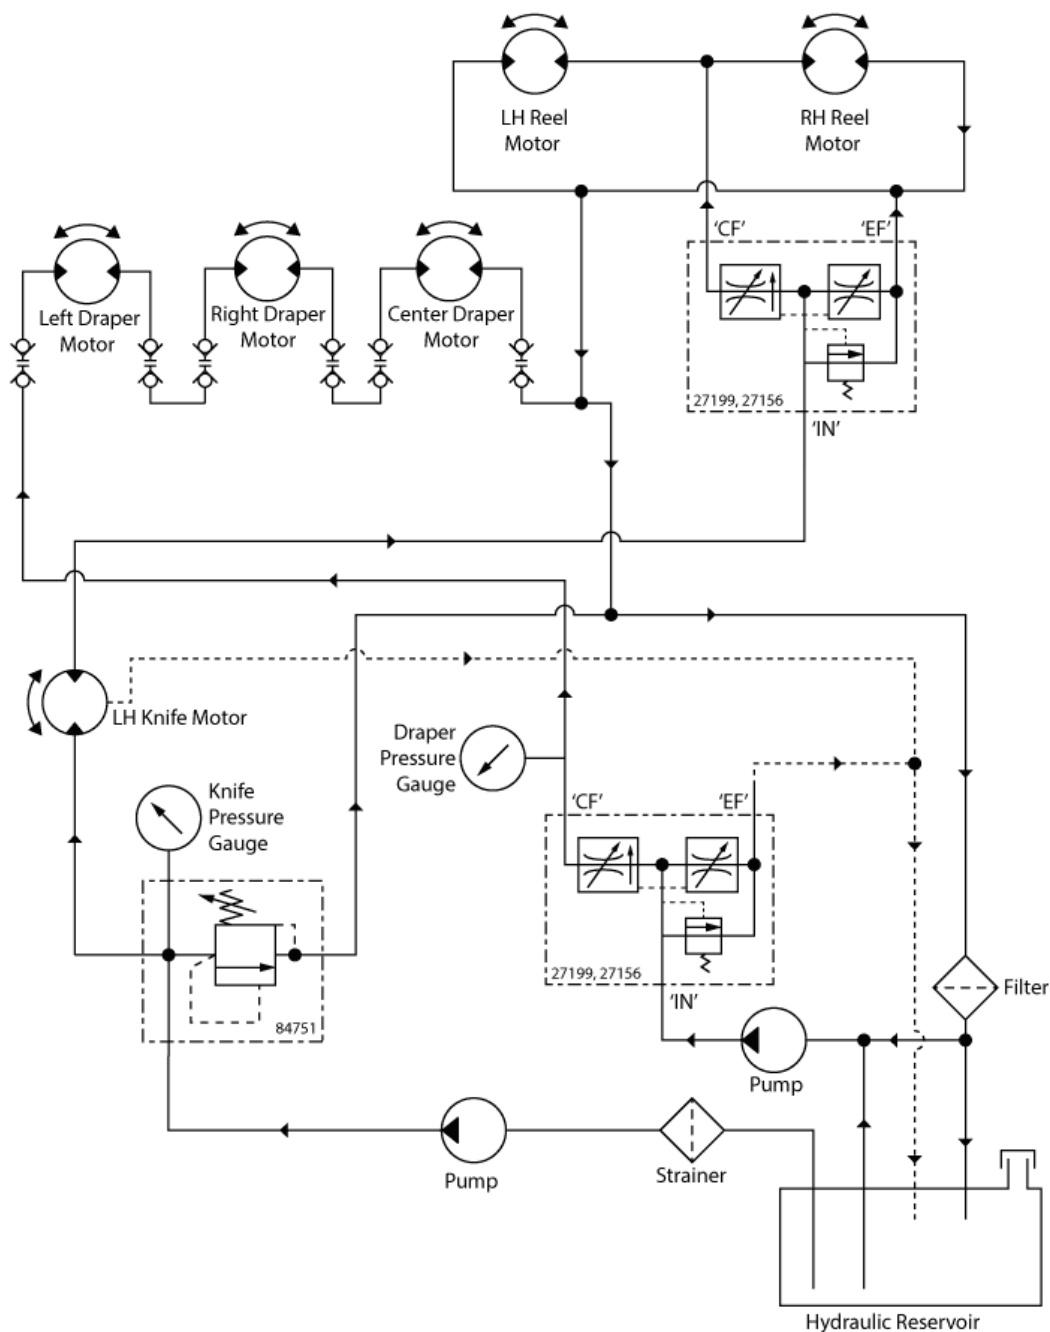 LH Reel
Motor
RH Reel
Motor
'CF'
'EF'
Left Draper
Motor
Right Draper
Motor
Center Draper
Motor
27199, 27156
'IN'
LH Knife Motor
Draper
Pressure
Gauge
Knife
Pressure
Gauge
'CF'
'EF'
27199, 27156
'IN'
84751
Filter
Pump
Pump
Strainer
Hydraulic Reservoir